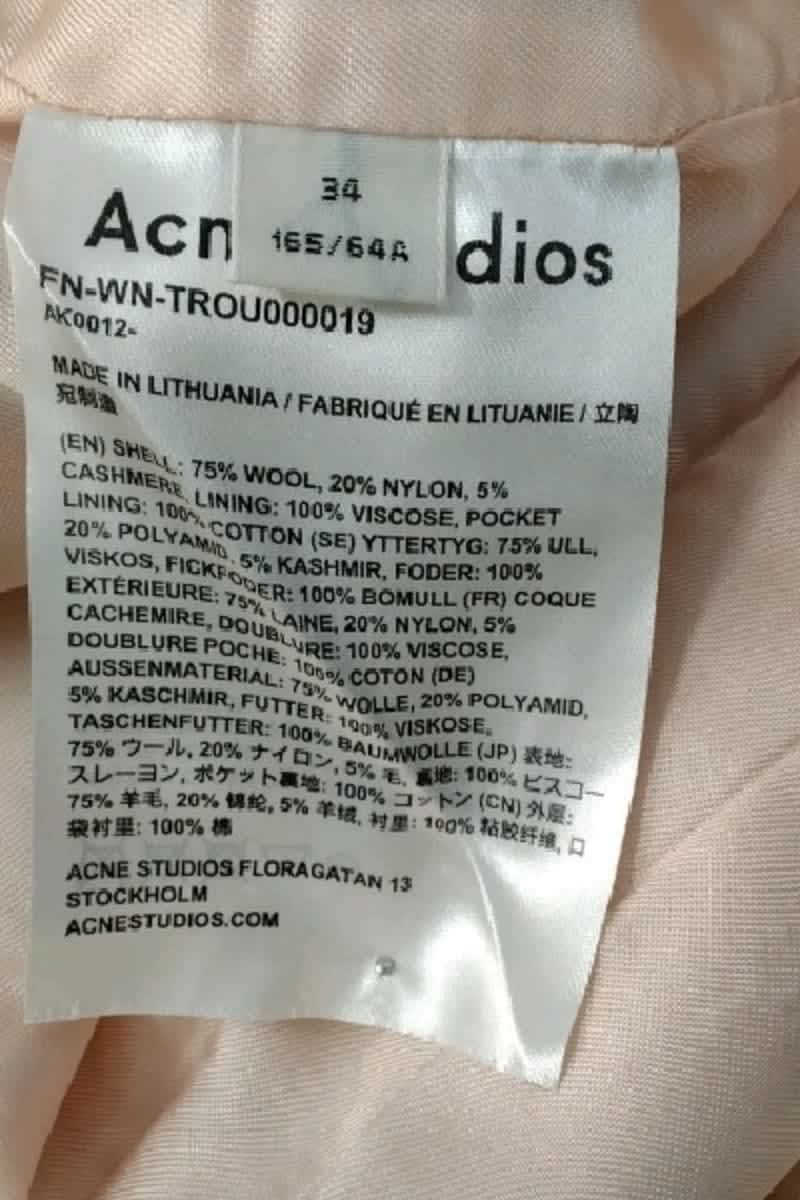 34
165/64A
Acn dios
FN-WN-TROU000019
AK0012-
MADE IN LITHUANIA / FABRIQUÉ EN LITUANIE / 立陶
宛制造
(EN) SHELL: 75% WOOL, 20% NYLON, 5%
CASHMERE, LINING: 100% VISCOSE, POCKET
LINING: 100% COTTON (SE) YTTERTYG: 75% ULL,
20% POLYAMID, 5% KASHMIR, FODER: 100%
VISKOS, FICKFODER: 100% BOMULL (FR) COQUE
EXTÉRIEURE: 75% LAINE, 20% NYLON, 5%
CACHEMIRE, DOUBLURE: 100% VISCOSE,
DOUBLURE POCHE: 100% COTON (DE)
AUSSENMATERIAL: 75% WOLLE, 20% POLYAMID,
5% KASCHMIR, FUTTER: 100% VISKOSE,
TASCHENFUTTER: 100% BAUMWOLLE (JP) 表地:
75% ウール, 20% ナイロン, 5% 毛, 裏地: 100% ビスコー
スレーヨン, ポケット裏地: 100% コットン (CN) 外层:
75% 羊毛, 20% 锦纶, 5% 羊绒, 衬里: 100% 粘胶纤维, 口
袋衬里: 100% 棉
ACNE STUDIOS FLORAGATAN 13
STOCKHOLM
ACNESTUDIOS.COM